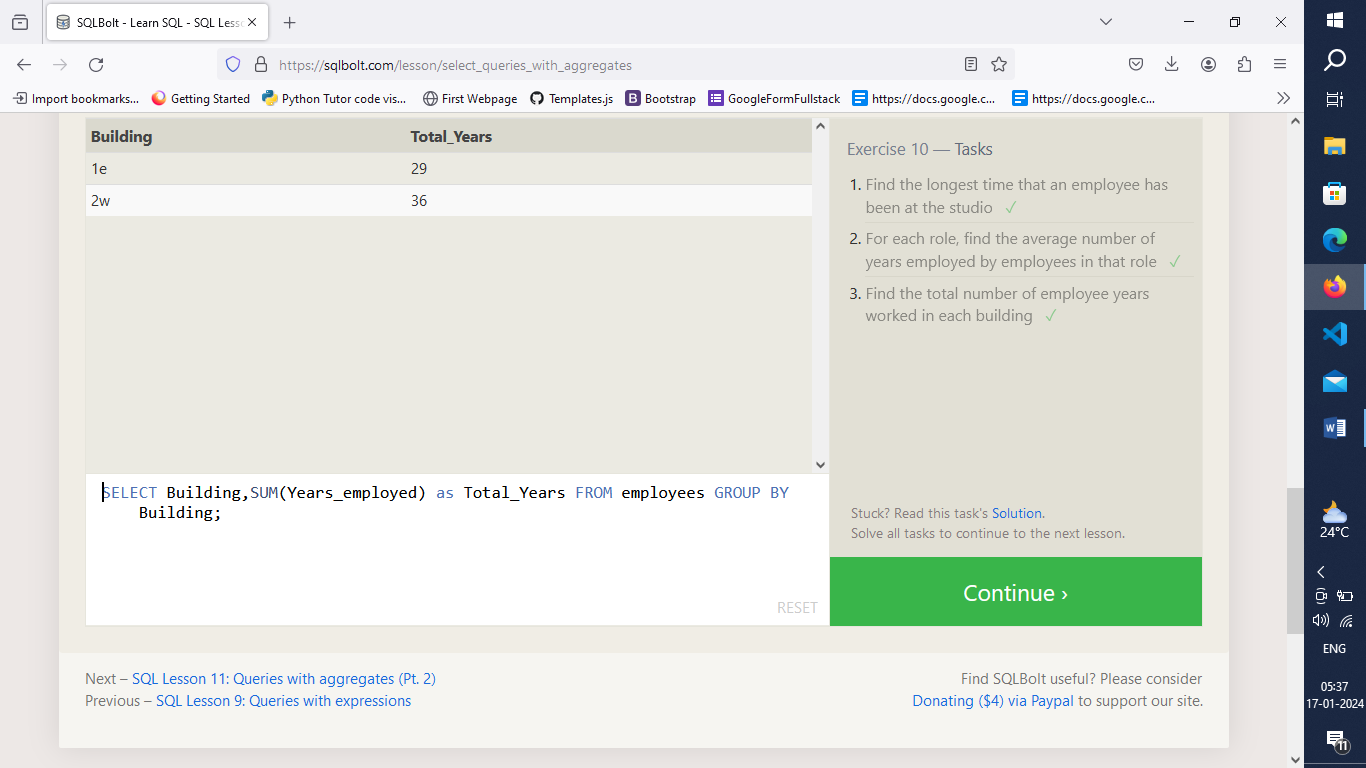 SQLBolt - Learn SQL - SQL Less
https://sqlbolt.com/lesson/select_queries_with_aggregates
Import bookmarks... Getting Started Python Tutor code vis... First Webpage Templates.js Bootstrap GoogleFormFullstack https://docs.google.c... https://docs.google.c...
Building Total_Years
1e 29
2w 36
Exercise 10 — Tasks
1. Find the longest time that an employee has
been at the studio ✓
2. For each role, find the average number of
years employed by employees in that role ✓
3. Find the total number of employee years
worked in each building ✓
SELECT Building,SUM(Years_employed) as Total_Years FROM employees GROUP BY
Building;
RESET
Stuck? Read this task's Solution.
Solve all tasks to continue to the next lesson.
Continue ›
Next – SQL Lesson 11: Queries with aggregates (Pt. 2)
Previous – SQL Lesson 9: Queries with expressions
Find SQLBolt useful? Please consider
Donating ($4) via Paypal to support our site.
24°C
ENG
05:37
17-01-2024
11